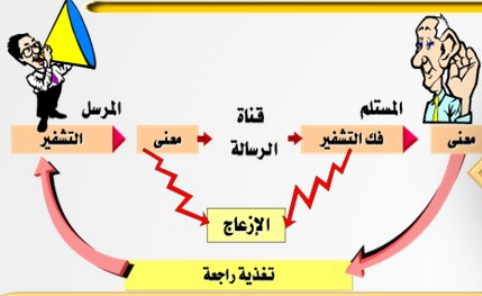 المرسل
المستلم
قناة
الرسالة
التشفير
معنى
فك التشفير
معنى
الإزعاج
تغذية راجعة